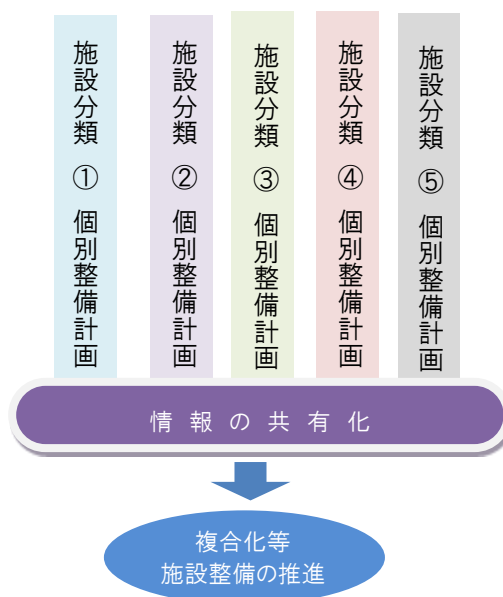 施設分類 ① 個別整備計画
施設分類 ② 個別整備計画
施設分類 ③ 個別整備計画
施設分類 ④ 個別整備計画
施設分類 ⑤ 個別整備計画
情報の共有化
複合化等
施設整備の推進